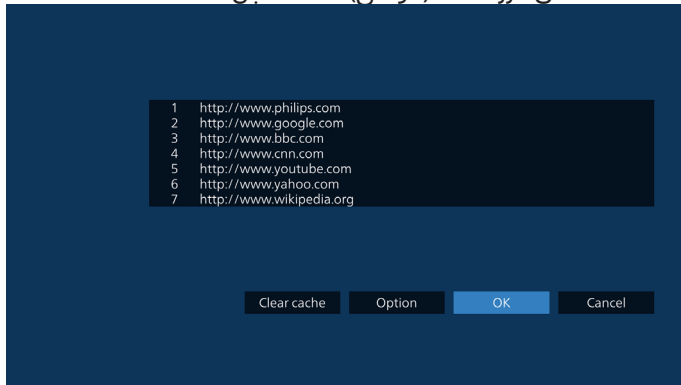 1 http://www.philips.com
2 http://www.google.com
3 http://www.bbc.com
4 http://www.cnn.com
5 http://www.youtube.com
6 http://www.yahoo.com
7 http://www.wikipedia.org
Clear cache Option OK Cancel